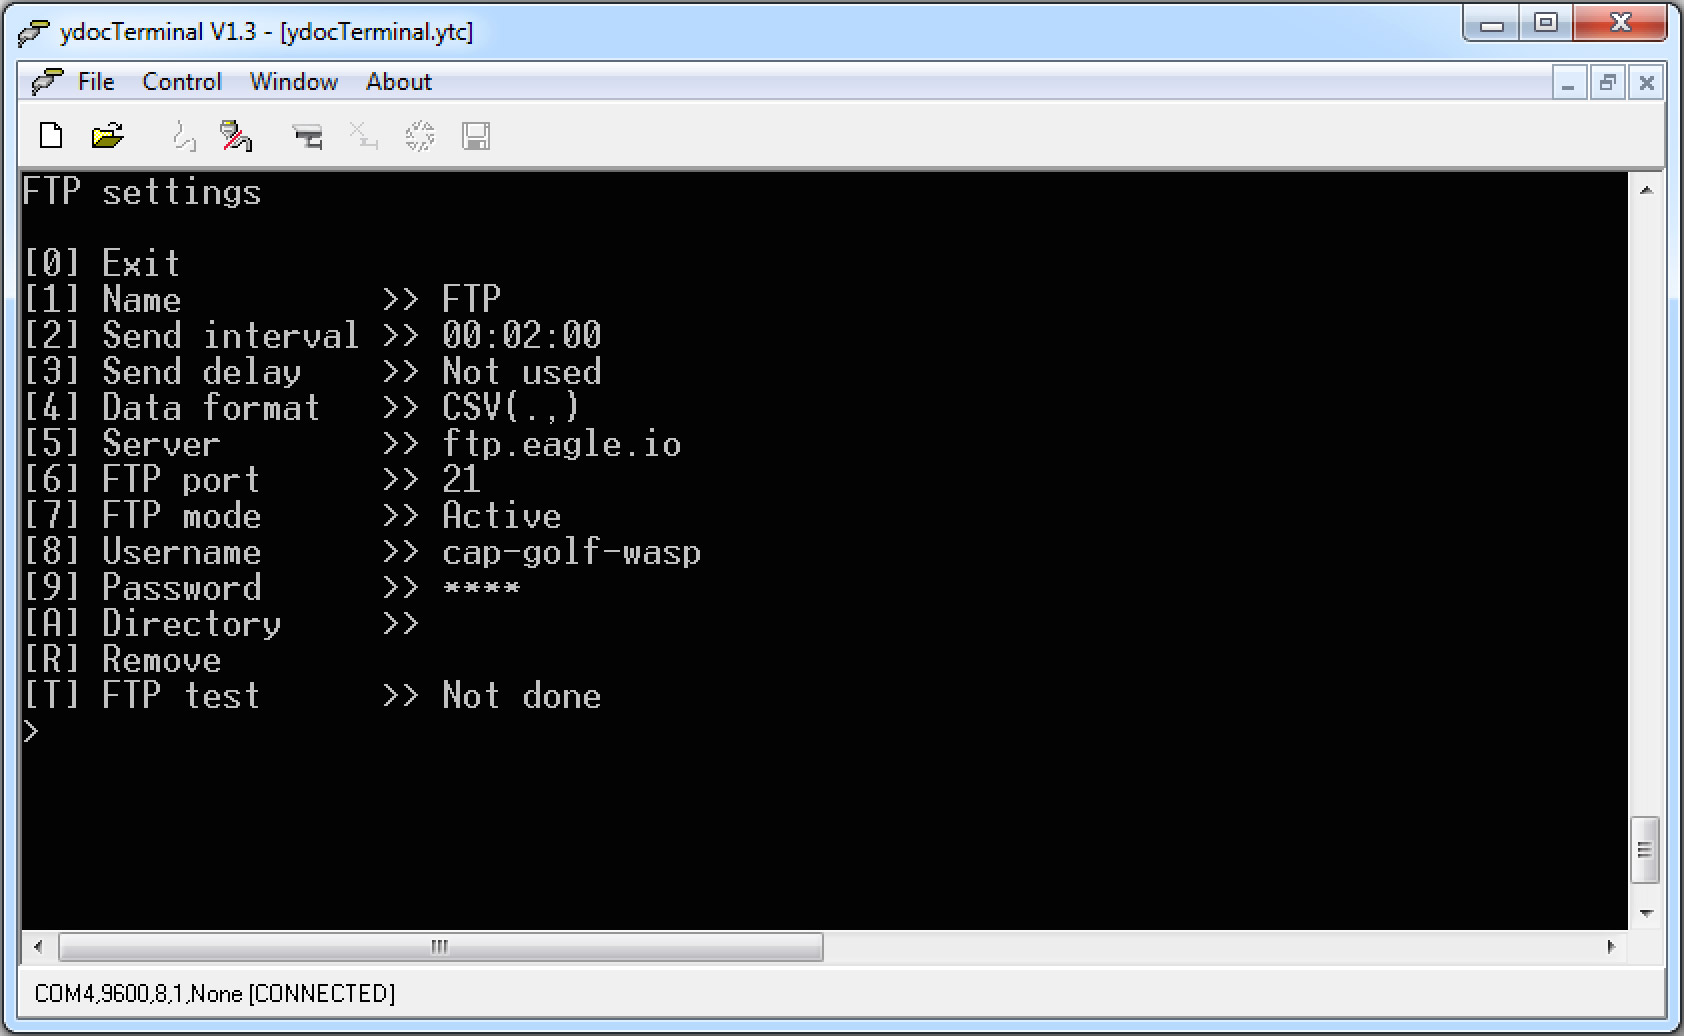 ydocTerminal V1.3 - [ydocTerminal.ytc]
File Control Window About
FTP settings
[0] Exit
[1] Name >> FTP
[2] Send interval >> 00:02:00
[3] Send delay >> Not used
[4] Data format >> CSV(.,)
[5] Server >> ftp.eagle.io
[6] FTP port >> 21
[7] FTP mode >> Active
[8] Username >> cap-golf-wasp
[9] Password >> ****
[A] Directory >>
[R] Remove
[T] FTP test >> Not done
>
COM4,9600,8,1,None [CONNECTED]